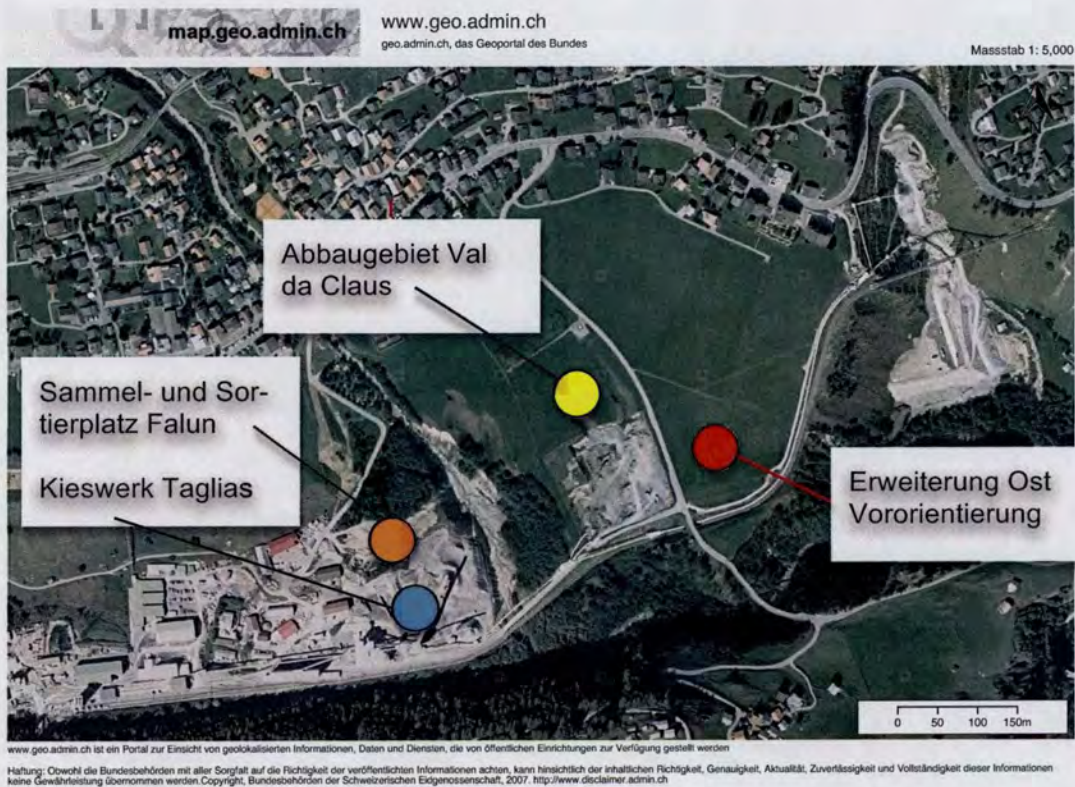 map.geo.admin.ch
www.geo.admin.ch
geo.admin.ch, das Geoportal des Bundes
Massstab 1: 5,000
Abbaugebiet Val
da Claus
Sammel- und Sor-
tierplatz Falun
Kieswerk Taglias
Erweiterung Ost
Vororientierung
0 50 100 150m
www.geo.admin.ch ist ein Portal zur Einsicht von geolokalisierten Informationen, Daten und Diensten, die von öffentlichen Einrichtungen zur Verfügung gestellt werden
Haftung: Obwohl die Bundesbehörden mit aller Sorgfalt auf die Richtigkeit der veröffentlichten Informationen achten, kann hinsichtlich der inhaltlichen Richtigkeit, Genauigkeit, Aktualität, Zuverlässigkeit und Vollständigkeit dieser Informationen
keine Gewährleistung übernommen werden.Copyright, Bundesbehörden der Schweizerischen Eidgenossenschaft, 2007. http://www.disclaimer.admin.ch